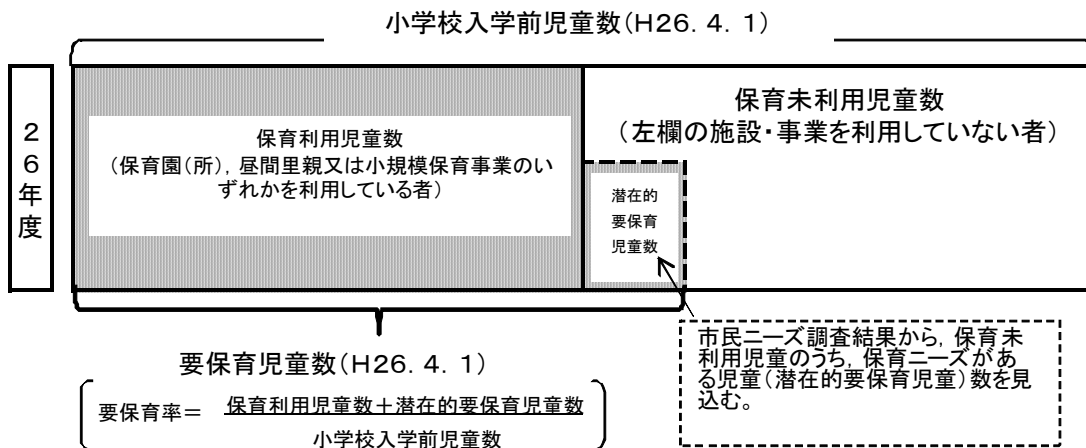 小学校入学前児童数(H26．4．1)
26年度
保育利用児童数
(保育園(所)，昼間里親又は小規模保育事業のい
ずれかを利用している者)
保育未利用児童数
(左欄の施設・事業を利用していない者)
潜在的
要保育
児童数
要保育児童数(H26．4．1)
要保育率＝ 保育利用児童数＋潜在的要保育児童数
小学校入学前児童数
市民ニーズ調査結果から，保育未
利用児童のうち，保育ニーズがあ
る児童(潜在的要保育児童)数を見
込む。